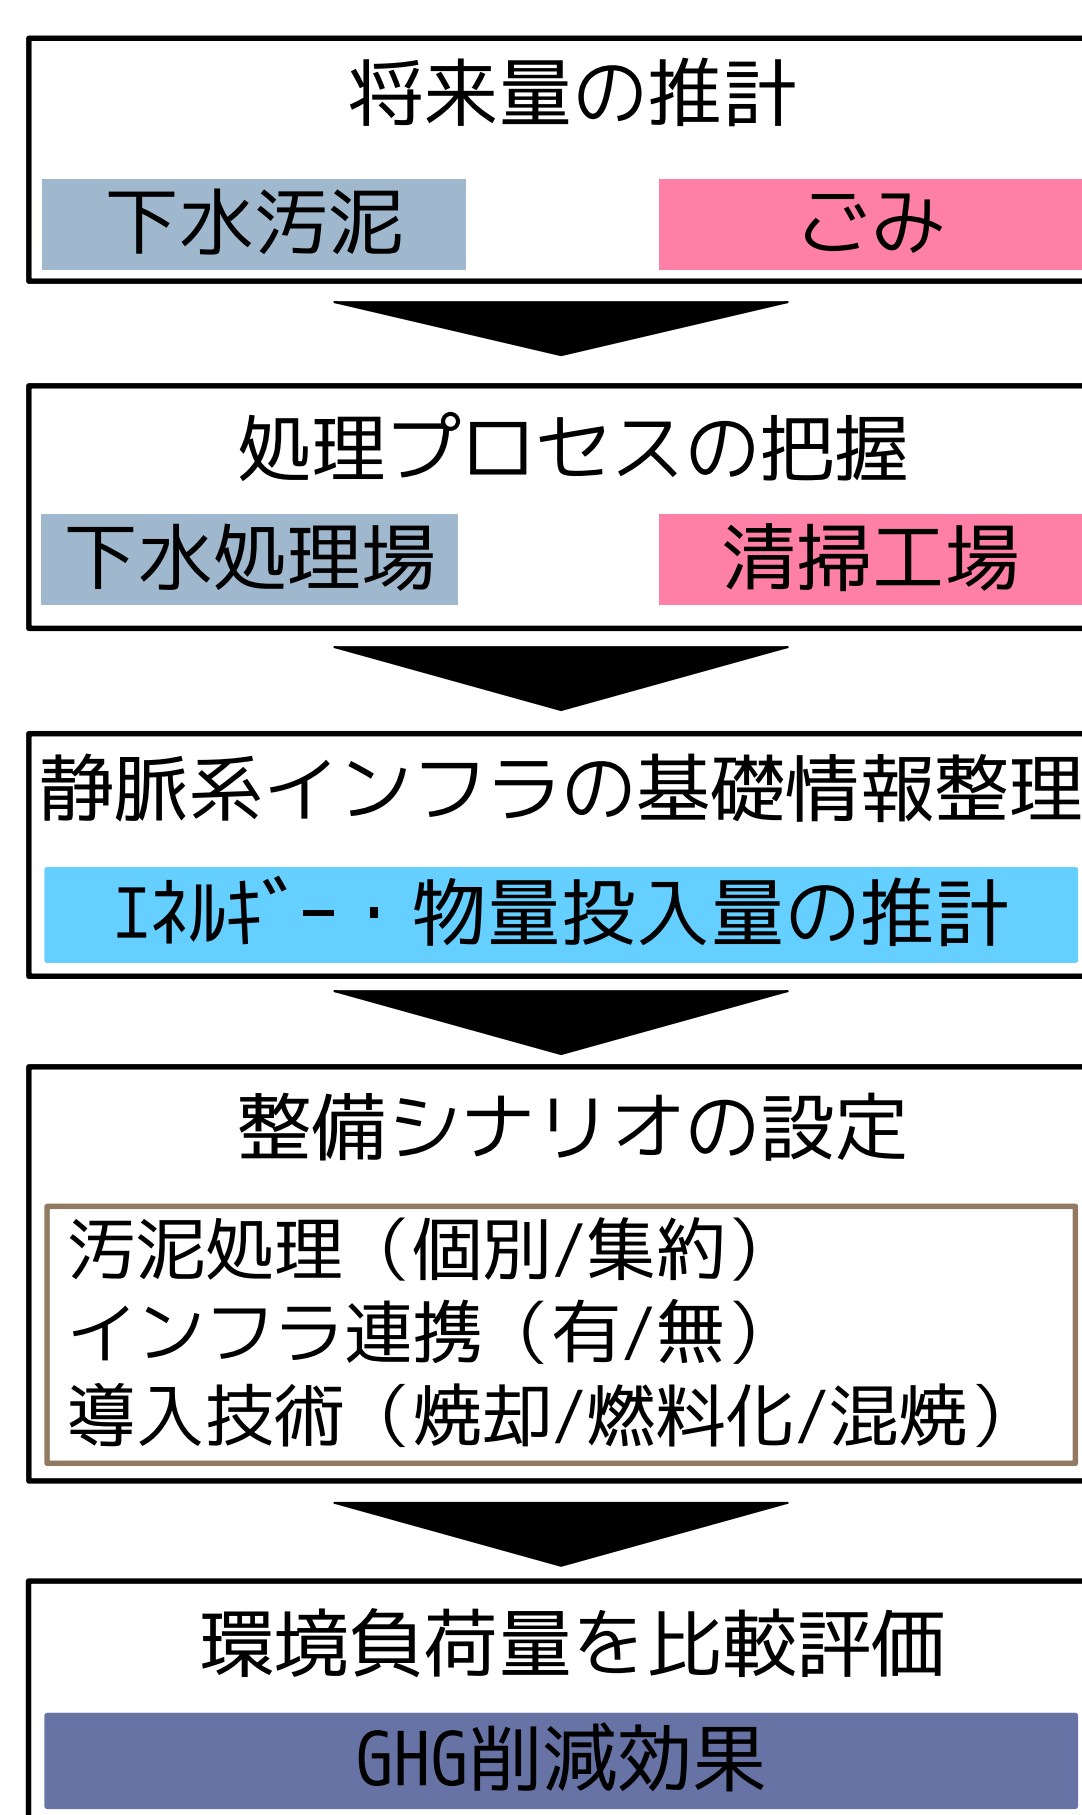 将来量の推計
下水汚泥
ごみ
処理プロセスの把握
下水処理場
清掃工場
静脈系インフラの基礎情報整理
ｴﾈﾙｷﾞｰ・物量投入量の推計
整備シナリオの設定
汚泥処理（個別/集約）
インフラ連携（有/無）
導入技術（焼却/燃料化/混焼）
環境負荷量を比較評価
GHG削減効果